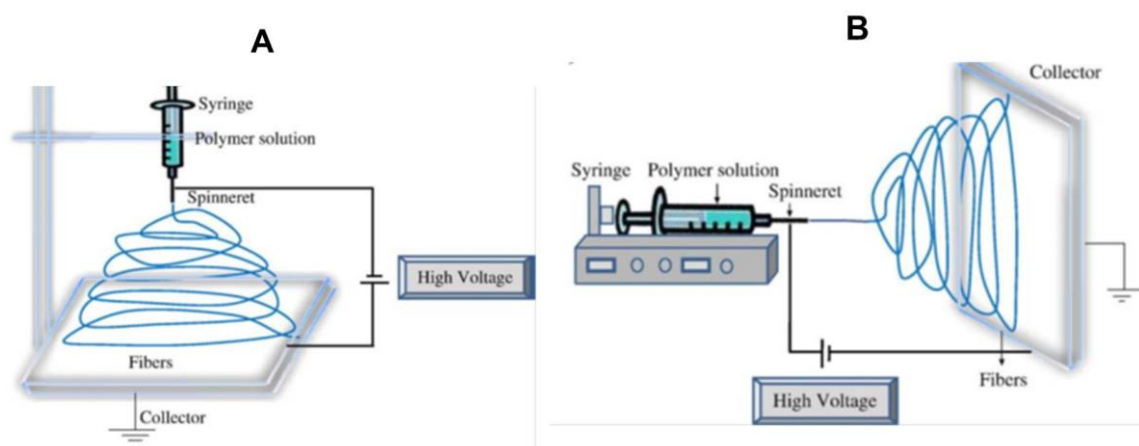 A
Syringe
Polymer solution
Spinneret
High Voltage
Fibers
Collector
B
Collector
Syringe Polymer solution
Spinneret
Fibers
High Voltage